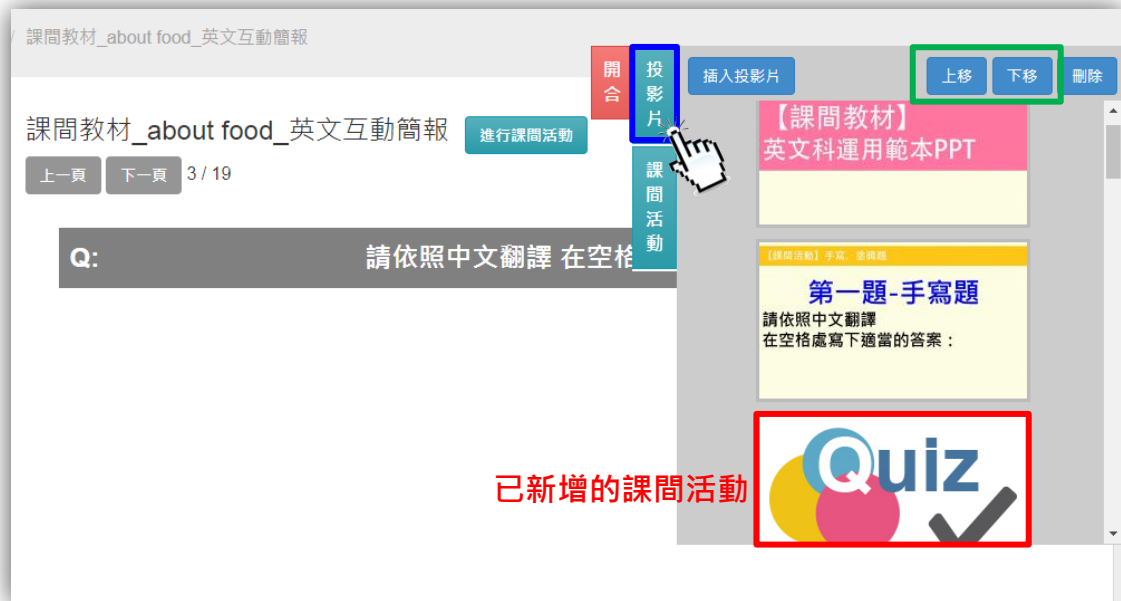 / 課間教材_about food_英文互動簡報
課間教材_about food_英文互動簡報 進行課間活動
上一頁 下一頁 3 / 19
Q: 請依照中文翻譯 在空格
開合
投影片
課間活動
插入投影片 上移 下移 刪除
【課間教材】
英文科運用範本PPT
【課間活動】手寫、塗鴉題
第一題-手寫題
請依照中文翻譯
在空格處寫下適當的答案：
Quiz
已新增的課間活動